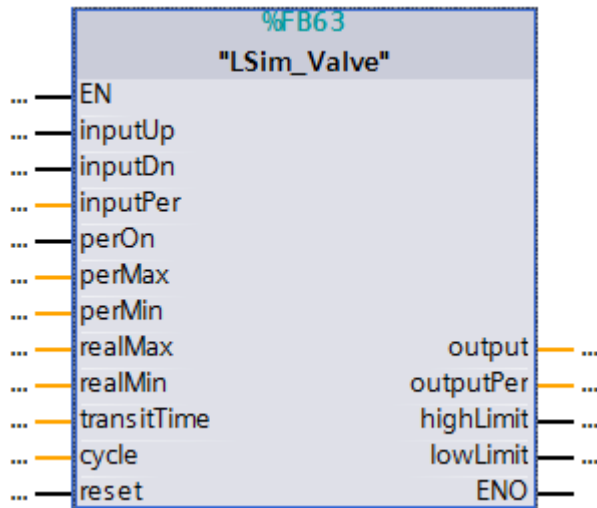 %FB63
"LSim_Valve"
... EN
... inputUp
... inputDn
... inputPer
... perOn
... perMax
... perMin
... realMax output ...
... realMin outputPer ...
... transitTime highLimit ...
... cycle lowLimit ...
... reset ENO